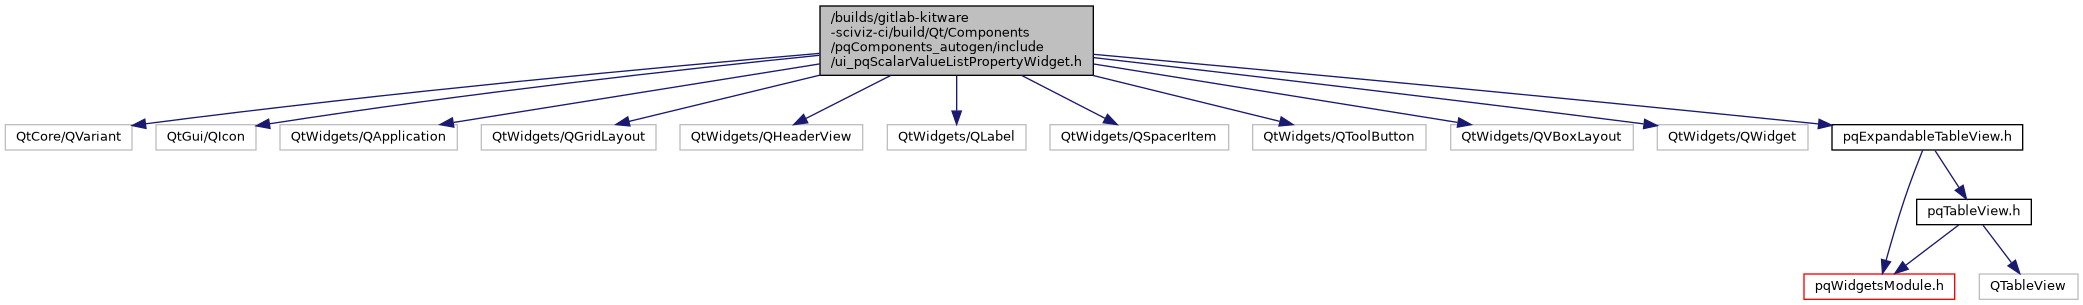 /builds/gitlab-kitware
-sciviz-ci/build/Qt/Components
/pqComponents_autogen/include
/ui_pqScalarValueListPropertyWidget.h
QtCore/QVariant
QtGui/QIcon
QtWidgets/QApplication
QtWidgets/QGridLayout
QtWidgets/QHeaderView
QtWidgets/QLabel
QtWidgets/QSpacerItem
QtWidgets/QToolButton
QtWidgets/QVBoxLayout
QtWidgets/QWidget
pqExpandableTableView.h
pqTableView.h
pqWidgetsModule.h
QTableView